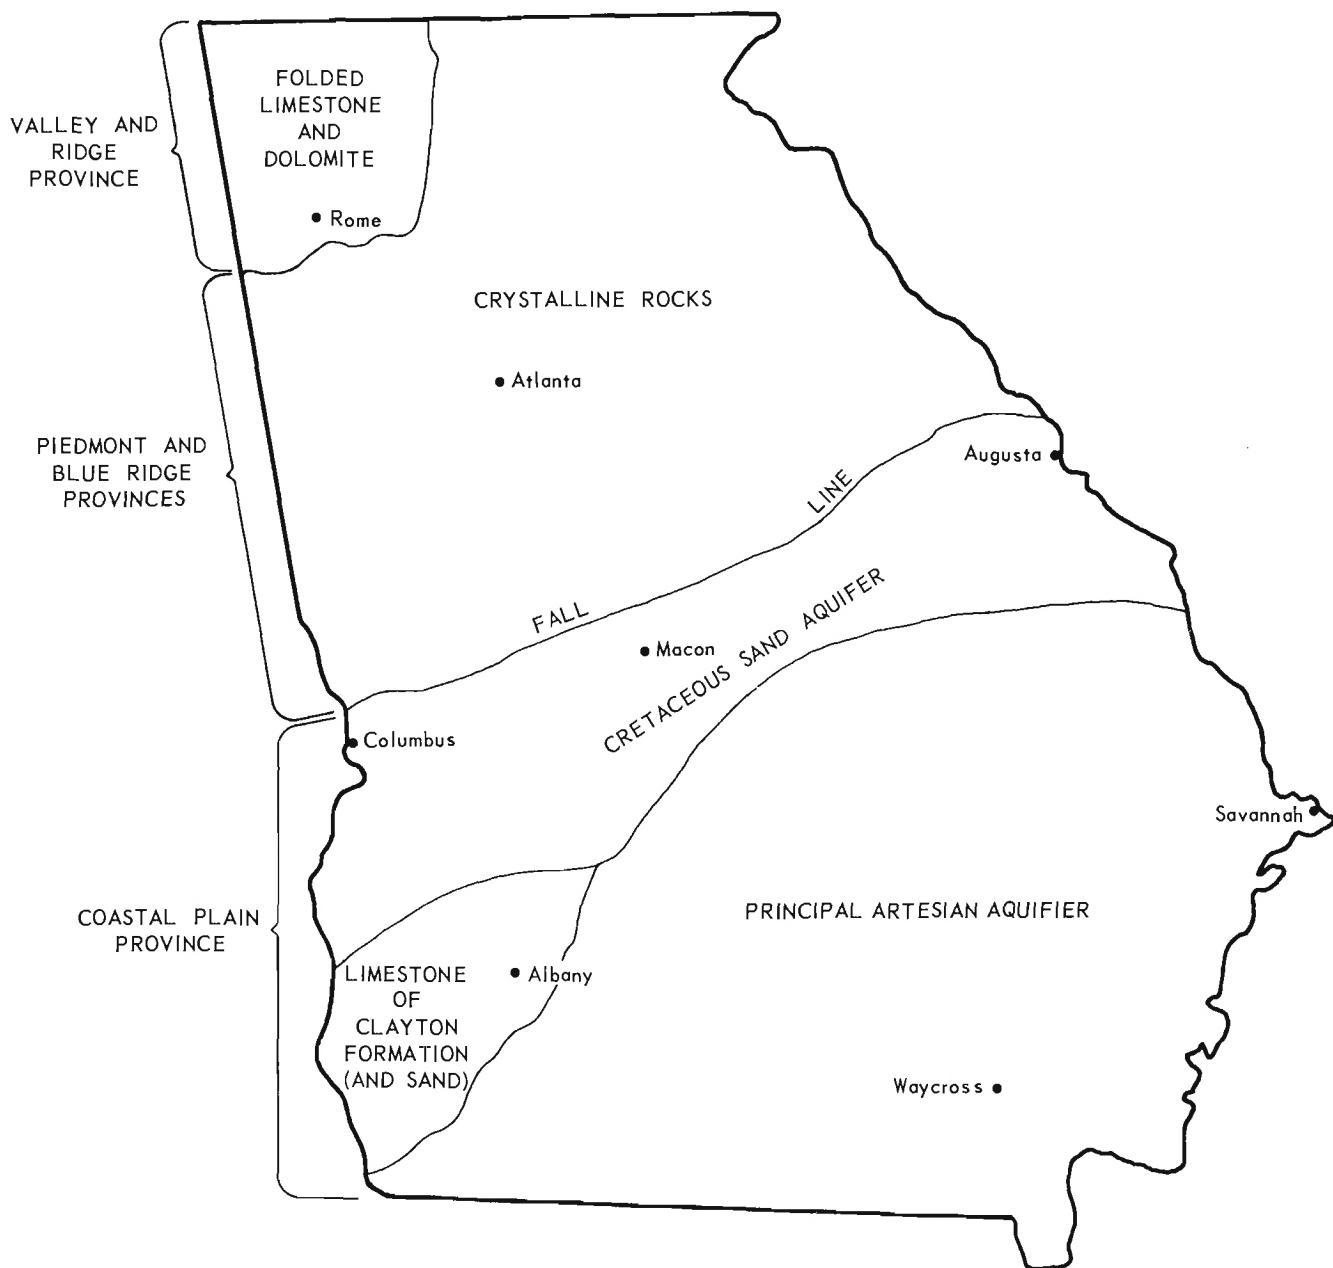 FOLDED
LIMESTONE
AND
DOLOMITE
VALLEY AND
RIDGE
PROVINCE
Rome
CRYSTALLINE ROCKS
Atlanta
PIEDMONT AND
BLUE RIDGE
PROVINCES
Augusta
FALL LINE
CRETACEOUS SAND AQUIFER
Macon
Columbus
Savannah
COASTAL PLAIN
PROVINCE
PRINCIPAL ARTESIAN AQUIFIER
LIMESTONE
OF
CLAYTON
FORMATION
(AND SAND)
Albany
Waycross